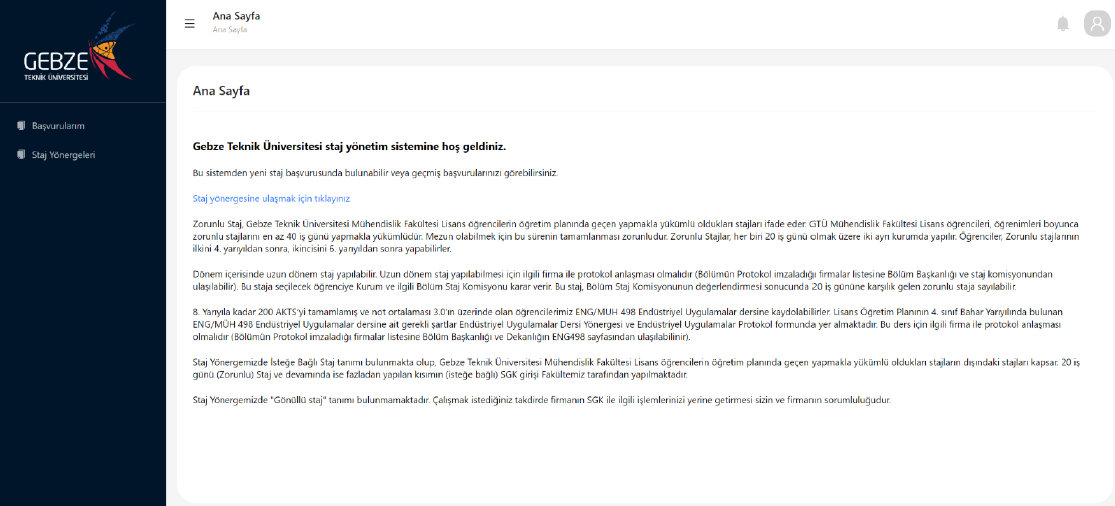 GEBZE
TEKNİK ÜNİVERSİTESİ
Başvurularım
Staj Yönergeleri
Ana Sayfa
Ana Sayfa
Ana Sayfa
Gebze Teknik Üniversitesi staj yönetim sistemine hoş geldiniz.
Bu sistemden yeni staj başvurusunda bulunabilir veya geçmiş başvurularınızı görebilirsiniz.
Staj yönergesine ulaşmak için tıklayınız
Zorunlu Staj, Gebze Teknik Üniversitesi Mühendislik Fakültesi Lisans öğrencilerin öğretim planında geçen yapmakla yükümlü oldukları stajları ifade eder. GTÜ Mühendislik Fakültesi Lisans öğrencileri, öğrenimleri boyunca
zorunlu stajlarını en az 40 iş günü yapmakla yükümlüdür. Mezun olabilmek için bu sürenin tamamlanması zorunludur. Zorunlu Stajlar, her biri 20 iş günü olmak üzere iki ayrı kurumda yapılır. Öğrenciler, Zorunlu stajlarının
ilkini 4. yarıyıldan sonra, ikincisini 6. yarıyıldan sonra yapabilirler.
Dönem içerisinde uzun dönem staj yapılabilir. Uzun dönem staj yapılabilmesi için ilgili firma ile protokol anlaşması olmalıdır (Bölümün Protokol imzaladığı firmalar listesine Bölüm Başkanlığı ve staj komisyonundan
ulaşılabilir). Bu staja seçilecek öğrenciye Kurum ve ilgili Bölüm Staj Komisyonu karar verir. Bu staj, Bölüm Staj Komisyonunun değerlendirmesi sonucunda 20 iş gününe karşılık gelen zorunlu staja sayılabilir.
8. Yarıyıla kadar 200 AKTS'yi tamamlamış ve not ortalaması 3.0'ın üzerinde olan öğrencilerimiz ENG/MUH 498 Endüstriyel Uygulamalar dersine kaydolabilirler. Lisans Öğretim Planının 4. sınıf Bahar Yarıyılında bulunan
ENG/MÜH 498 Endüstriyel Uygulamalar dersine ait gerekli şartlar Endüstriyel Uygulamalar Dersi Yönergesi ve Endüstriyel Uygulamalar Protokol formunda yer almaktadır. Bu ders için ilgili firma ile protokol anlaşması
olmalıdır (Bölümün Protokol imzaladığı firmalar listesine Bölüm Başkanlığı ve Dekanlığın ENG498 sayfasından ulaşılabilinir).
Staj Yönergemizde İsteğe Bağlı Staj tanımı bulunmakta olup, Gebze Teknik Üniversitesi Mühendislik Fakültesi Lisans öğrencilerin öğretim planında geçen yapmakla yükümlü oldukları stajların dışındaki stajları kapsar. 20 iş
günü (Zorunlu) Staj ve devamında ise fazladan yapılan kısımın (isteğe bağlı) SGK girişi Fakültemiz tarafından yapılmaktadır.
Staj Yönergemizde "Gönüllü staj" tanımı bulunmamaktadır. Çalışmak istediğiniz takdirde firmanın SGK ile ilgili işlemlerinizi yerine getirmesi sizin ve firmanın sorumluluğudur.